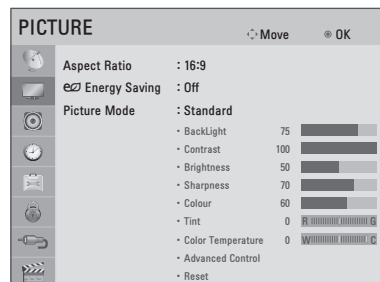 PICTURE Move OK
Aspect Ratio : 16:9
eco Energy Saving : Off
Picture Mode : Standard
• BackLight 75
• Contrast 100
• Brightness 50
• Sharpness 70
• Colour 60
• Tint 0 R G
• Color Temperature 0 W C
• Advanced Control
• Reset